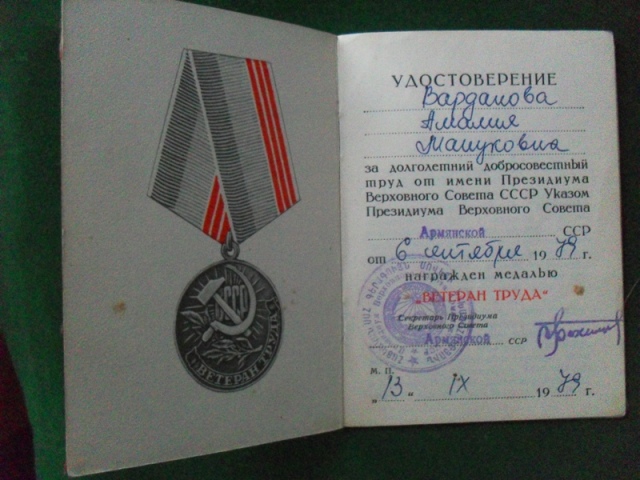 СССР
ВЕТЕРАН ТРУДА
УДОСТОВЕРЕНИЕ
Варданова
Амалия
Мануковна
за долголетний добросовестный
труд от имени Президиума
Верховного Совета СССР Указом
Президиума Верховного Совета
Армянской ССР
от 6 сентября 1979 г.
награжден медалью
"ВЕТЕРАН ТРУДА"
Секретарь Президиума
Верховного Совета
Армянской ССР
М. П.
„13" IX 1979 г.